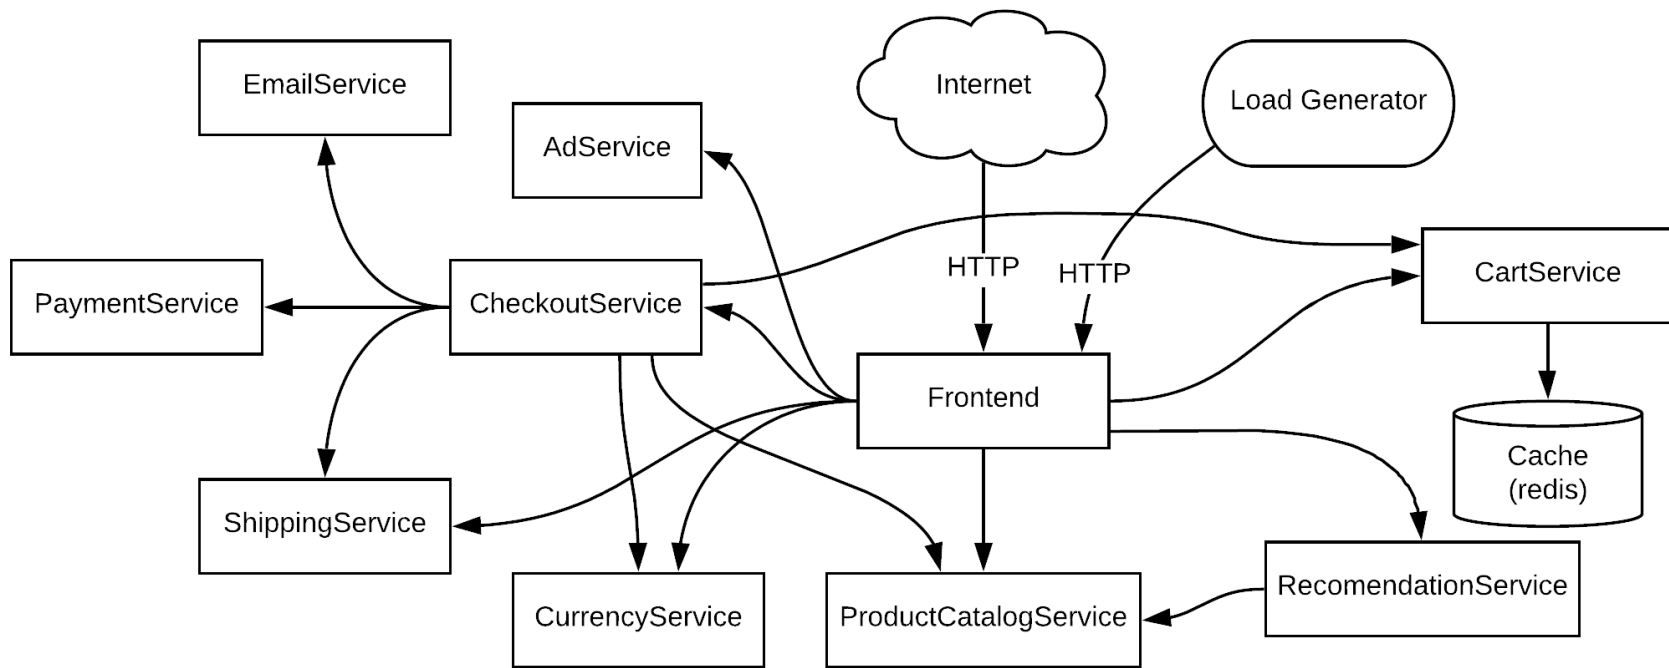 EmailService
Internet
Load Generator
AdService
HTTP
HTTP
CartService
PaymentService
CheckoutService
Frontend
Cache
(redis)
ShippingService
RecomendationService
CurrencyService
ProductCatalogService